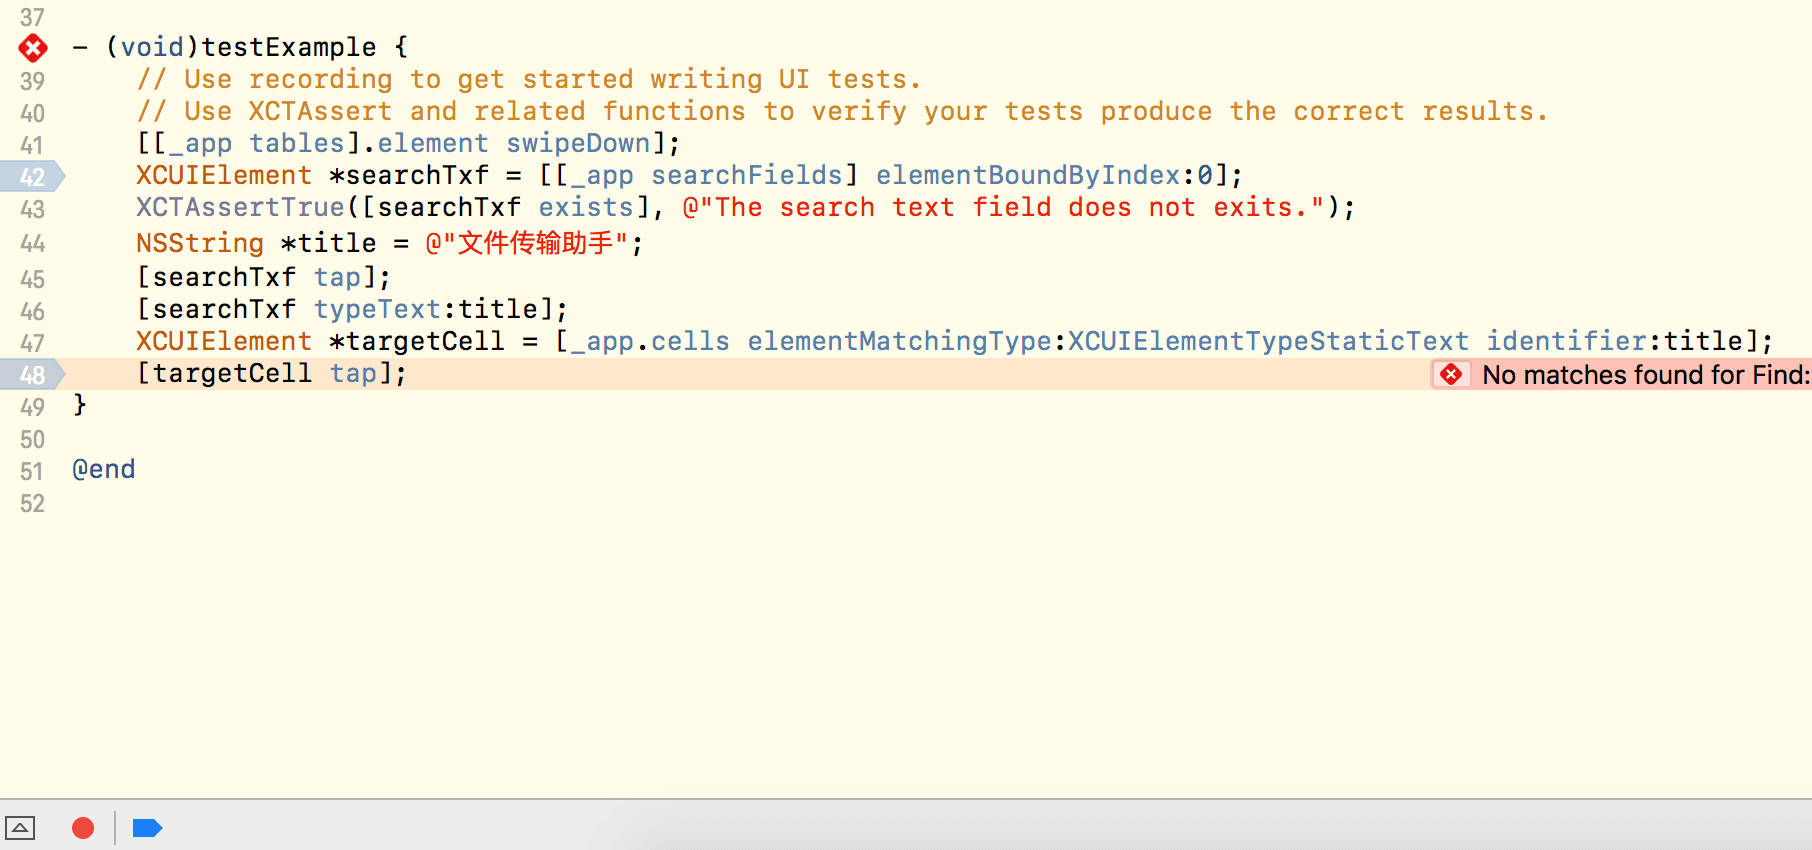 37
- (void)testExample {
39 // Use recording to get started writing UI tests.
40 // Use XCTAssert and related functions to verify your tests produce the correct results.
41 [[_app tables].element swipeDown];
42 XCUIElement *searchTxf = [[_app searchFields] elementBoundByIndex:0];
43 XCTAssertTrue([searchTxf exists], @"The search text field does not exits.");
44 NSString *title = @"文件传输助手";
45 [searchTxf tap];
46 [searchTxf typeText:title];
47 XCUIElement *targetCell = [_app.cells elementMatchingType:XCUIElementTypeStaticText identifier:title];
48 [targetCell tap]; No matches found for Find:
49 }
50
51 @end
52